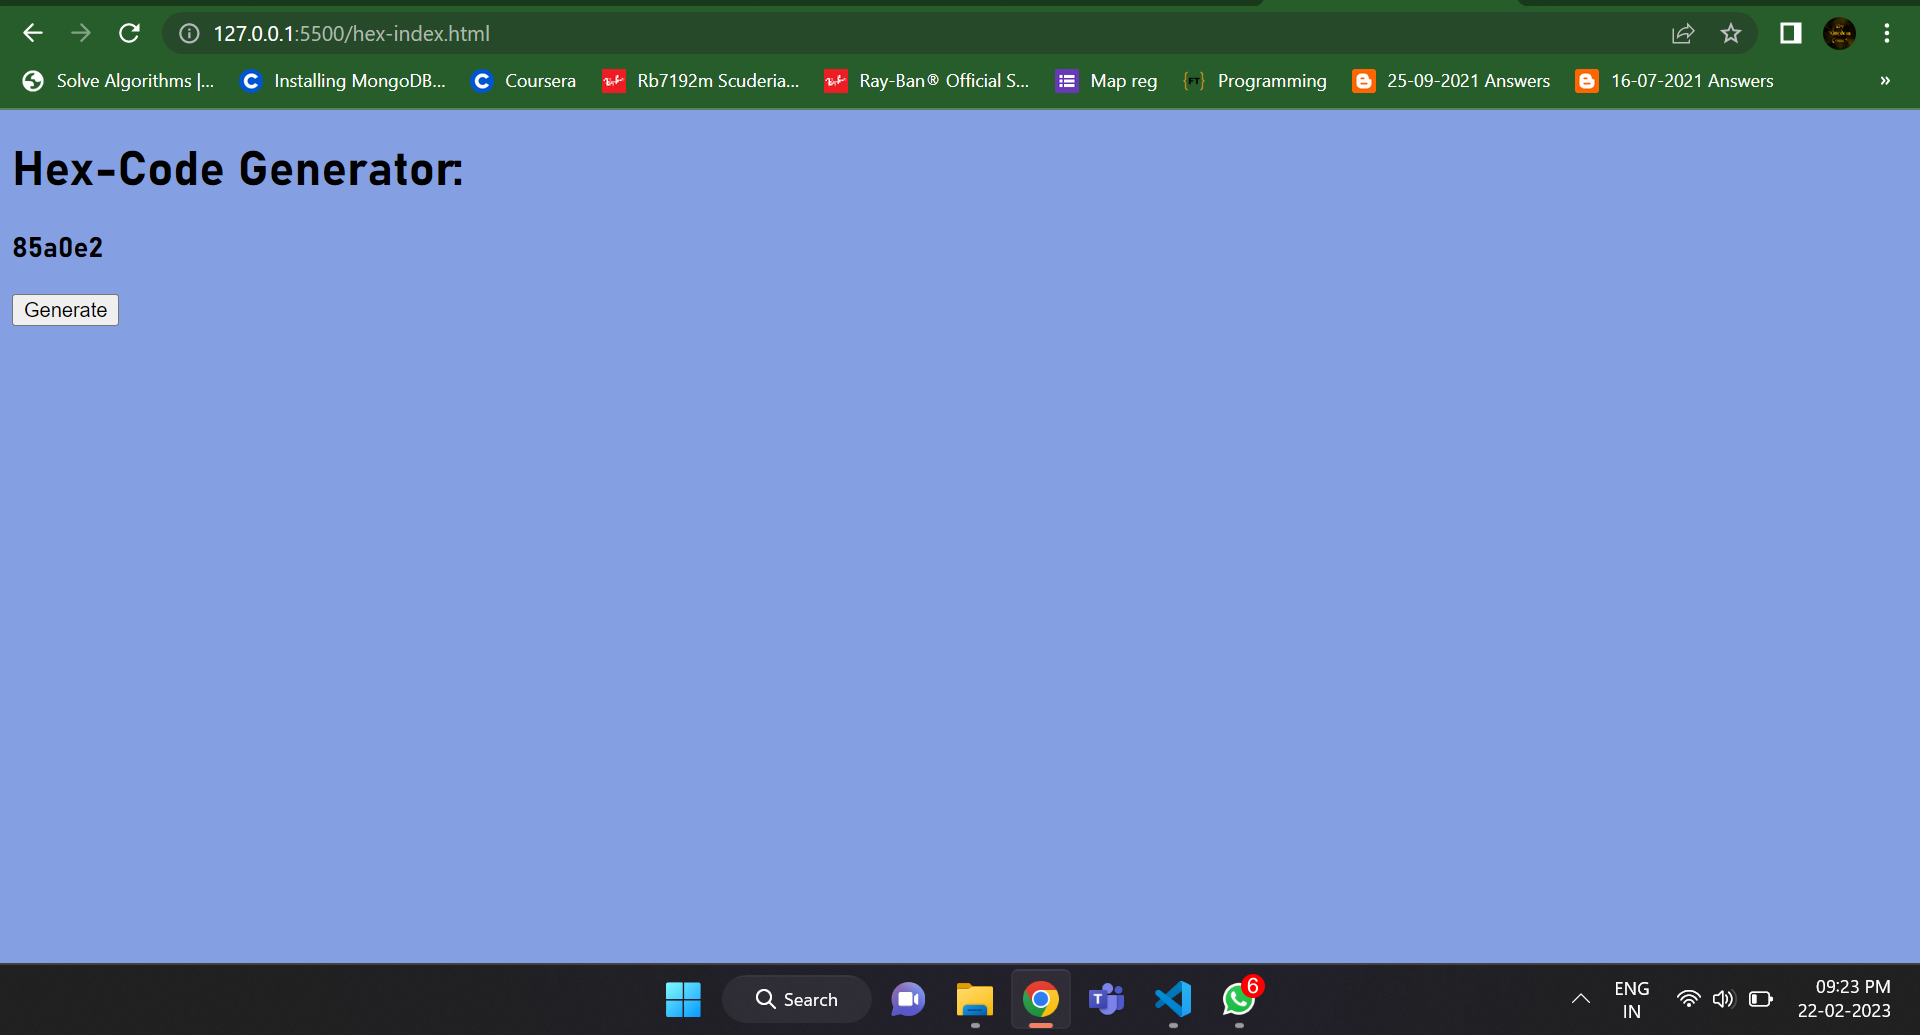 127.0.0.1:5500/hex-index.html
Solve Algorithms |... Installing MongoDB... Coursera Rb7192m Scuderia... Ray-Ban® Official S... Map reg {FT} Programming 25-09-2021 Answers 16-07-2021 Answers »
Hex-Code Generator:
85a0e2
Generate
Search
6
ENG
IN
09:23 PM
22-02-2023